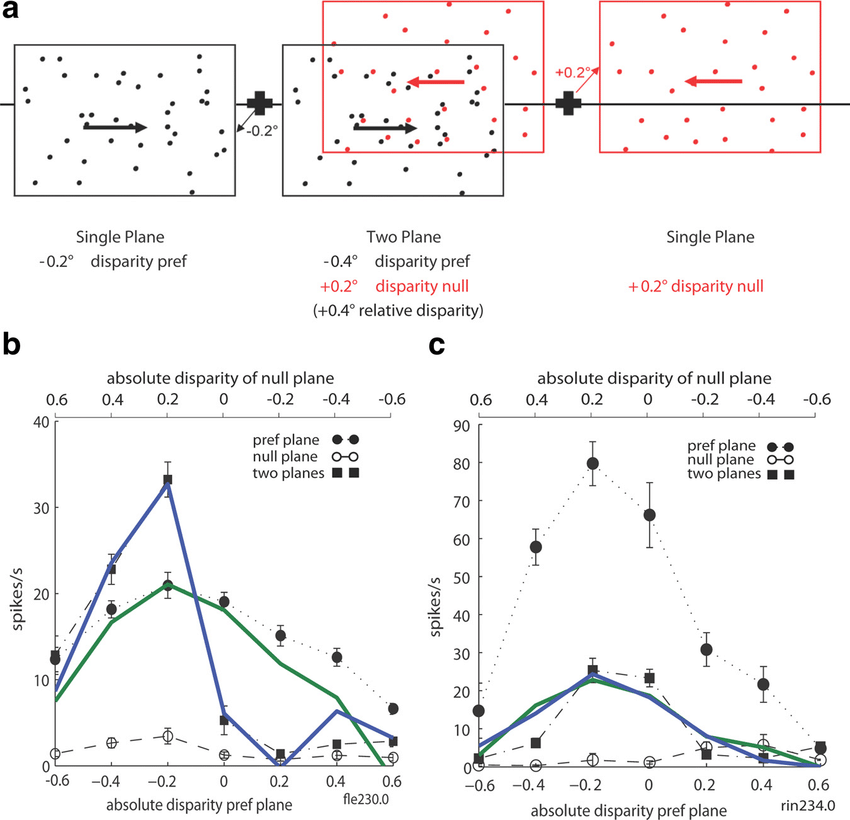 a
-0.2°
+0.2°
Single Plane
-0.2° disparity pref
Two Plane
-0.4° disparity pref
+0.2° disparity null
(+0.4° relative disparity)
Single Plane
+0.2° disparity null
b
absolute disparity of null plane
0.6 0.4 0.2 0 -0.2 -0.4 -0.6
40
30
20
10
0
spikes/s
pref plane
null plane
two planes
-0.6 -0.4 -0.2 0 0.2 0.4 0.6
absolute disparity pref plane
fle230.0
c
absolute disparity of null plane
0.6 0.4 0.2 0 -0.2 -0.4 -0.6
90
80
70
60
50
40
30
20
10
0
spikes/s
pref plane
null plane
two planes
−0.6 −0.4 −0.2 0 0.2 0.4 0.6
absolute disparity pref plane
rin234.0